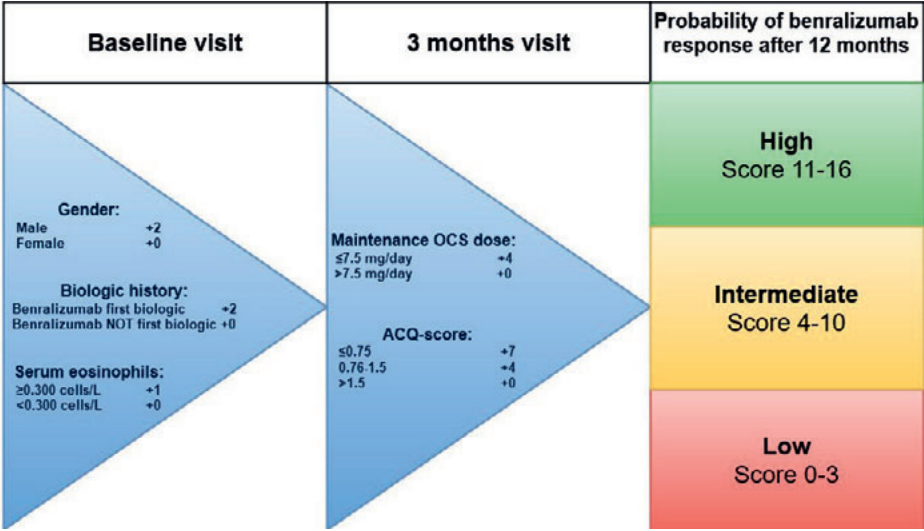 Baseline visit
3 months visit
Probability of benralizumab
response after 12 months
Gender:
Male +2
Female +0
Biologic history:
Benralizumab first biologic +2
Benralizumab NOT first biologic +0
Serum eosinophils:
≥0.300 cells/L +1
<0.300 cells/L +0
Maintenance OCS dose:
≤7.5 mg/day +4
>7.5 mg/day +0
ACQ-score:
≤0.75 +7
0.76-1.5 +4
>1.5 +0
High
Score 11-16
Intermediate
Score 4-10
Low
Score 0-3